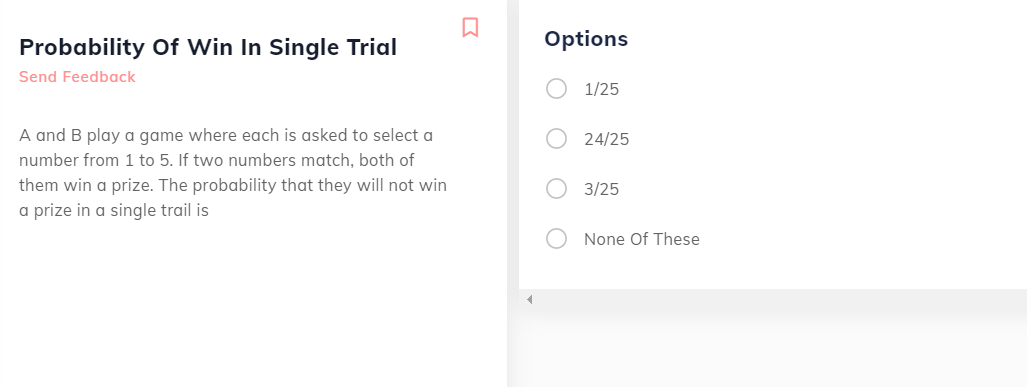 Probability Of Win In Single Trial
Send Feedback
A and B play a game where each is asked to select a
number from 1 to 5. If two numbers match, both of
them win a prize. The probability that they will not win
a prize in a single trail is
Options
1/25
24/25
3/25
None Of These